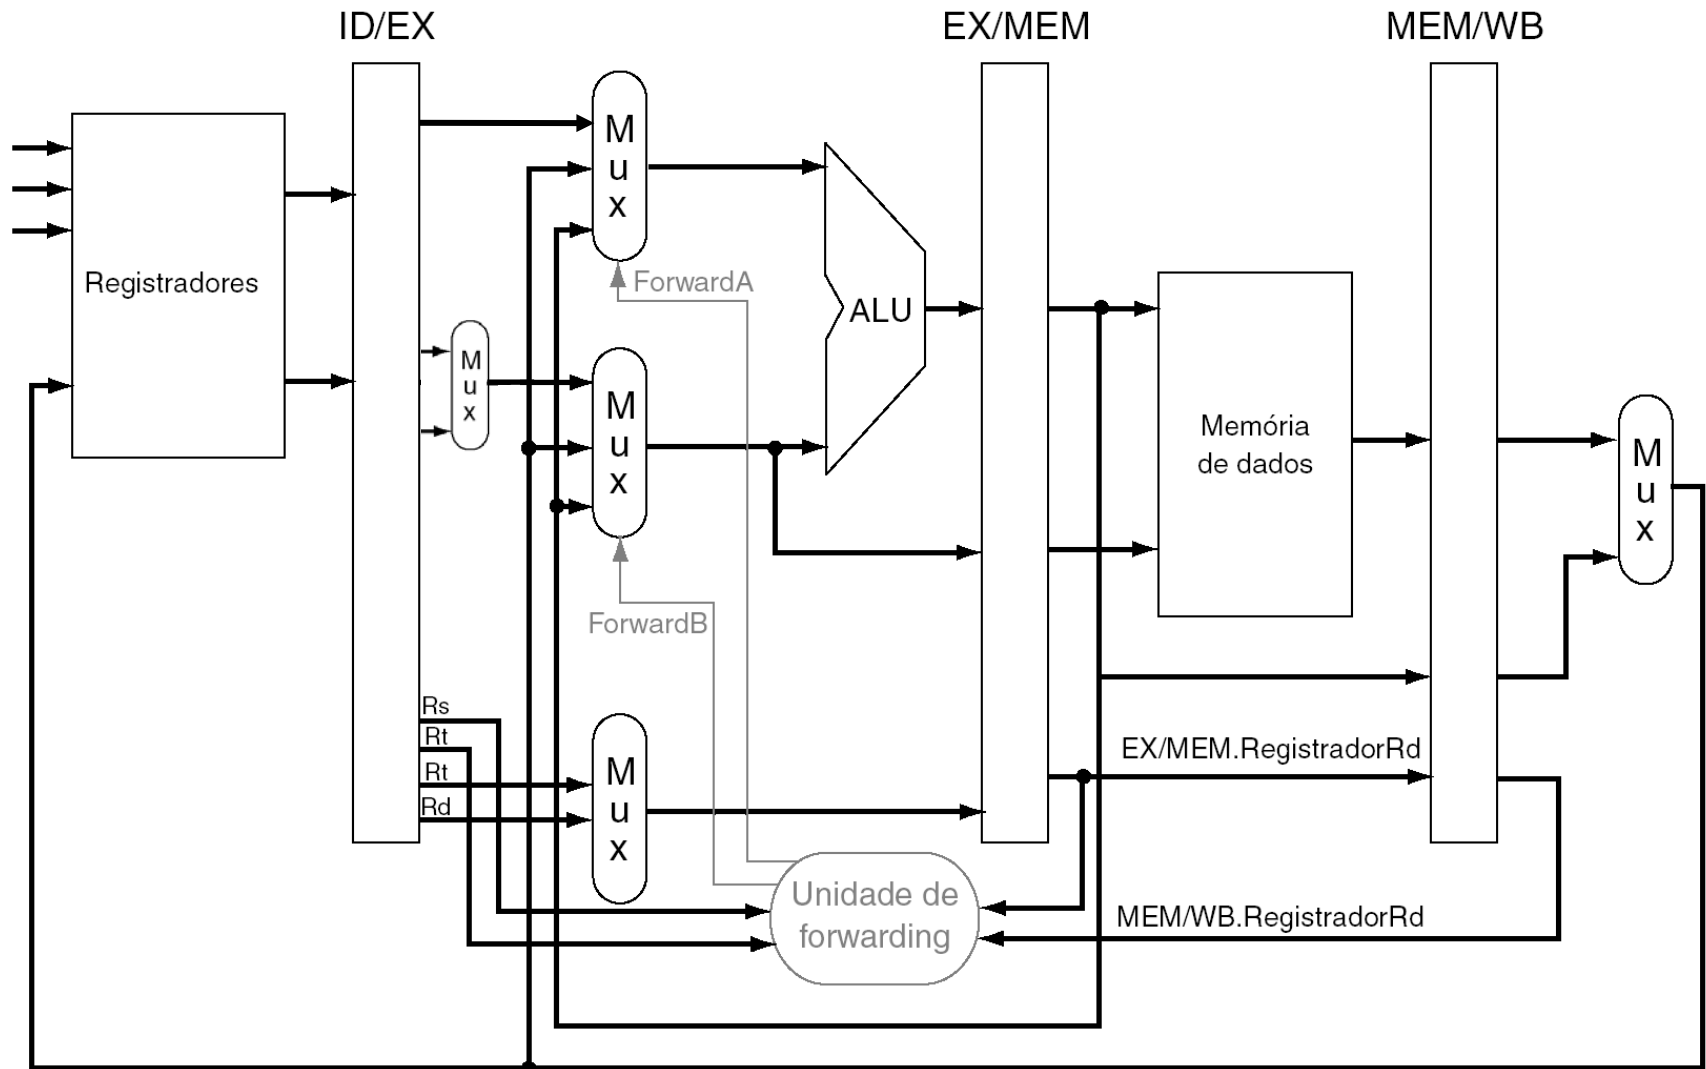 ID/EX
EX/MEM
MEM/WB
M
u
x
Registradores
ForwardA
ALU
M
u
x
M
u
x
Memória
de dados
M
u
x
ForwardB
Rs
Rt
Rt
Rd
M
u
x
EX/MEM.RegistradorRd
Unidade de
forwarding
MEM/WB.RegistradorRd